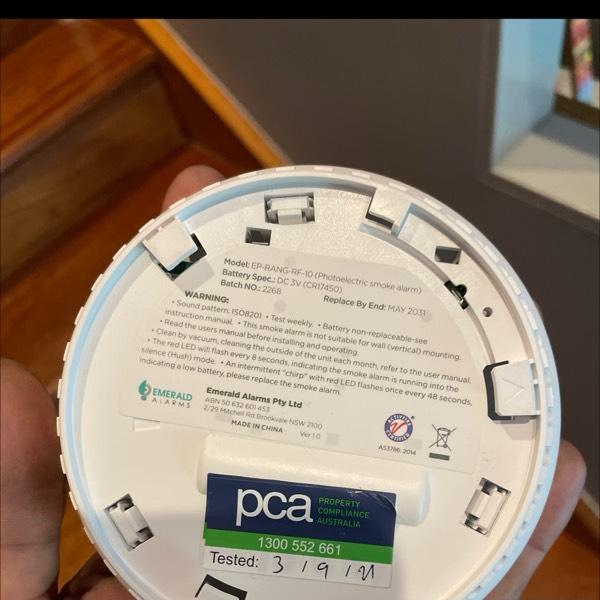 Model: EP-RANG-RF-10 (Photoelectric smoke alarm)
Battery Spec.: DC 3V (CR17450)
Batch NO.: 2268
Replace By End: MAY 2031
WARNING:
• Sound pattern: ISO8201 • Test weekly. • Battery non-replaceable-see
instruction manual. • This smoke alarm is not suitable for wall (vertical) mounting.
• Read the users manual before installing and operating.
• Clean by vacuum, cleaning the outside of the unit each month, refer to the user manual.
• The red LED will flash every 8 seconds, indicating the smoke alarm is running into the
silence (Hush) mode. • An intermittent "chirp" with red LED flashes once every 48 seconds,
indicating a low battery, please replace the smoke alarm.
EMERALD
ALARMS
Emerald Alarms Pty Ltd
ABN 50 632 601 453
2/29 Mitchell Rd Brookvale NSW 2100
MADE IN CHINA Ver 1.0
AS3786: 2014
pca PROPERTY
COMPLIANCE
AUSTRALIA
1300 552 661
Tested: 3 / 9 / 21